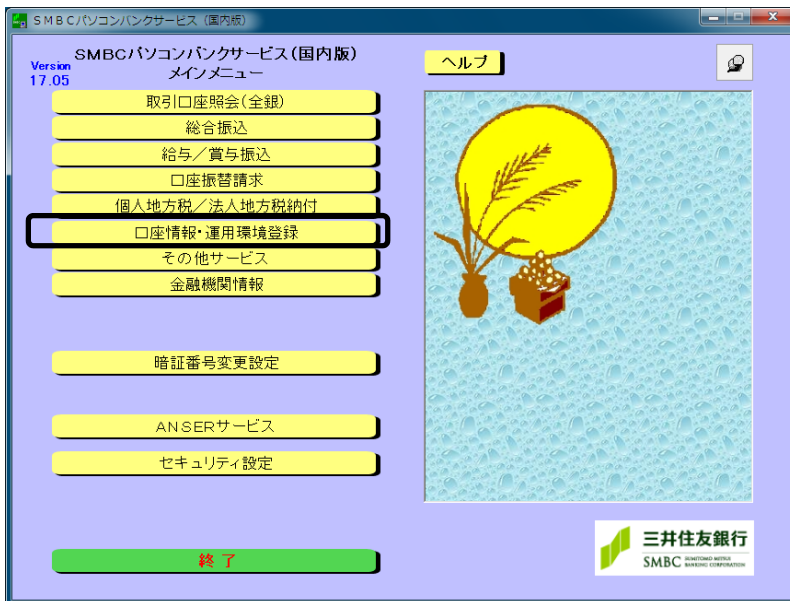 SMBCパソコンバンクサービス（国内版）
SMBCパソコンバンクサービス(国内版)
メインメニュー
Version
17.05
ヘルプ
取引口座照会(全銀)
総合振込
給与／賞与振込
口座振替請求
個人地方税／法人地方税納付
口座情報・運用環境登録
その他サービス
金融機関情報
暗証番号変更設定
ANSERサービス
セキュリティ設定
終了
三井住友銀行
SMBC SUMITOMO MITSUI
BANKING CORPORATION